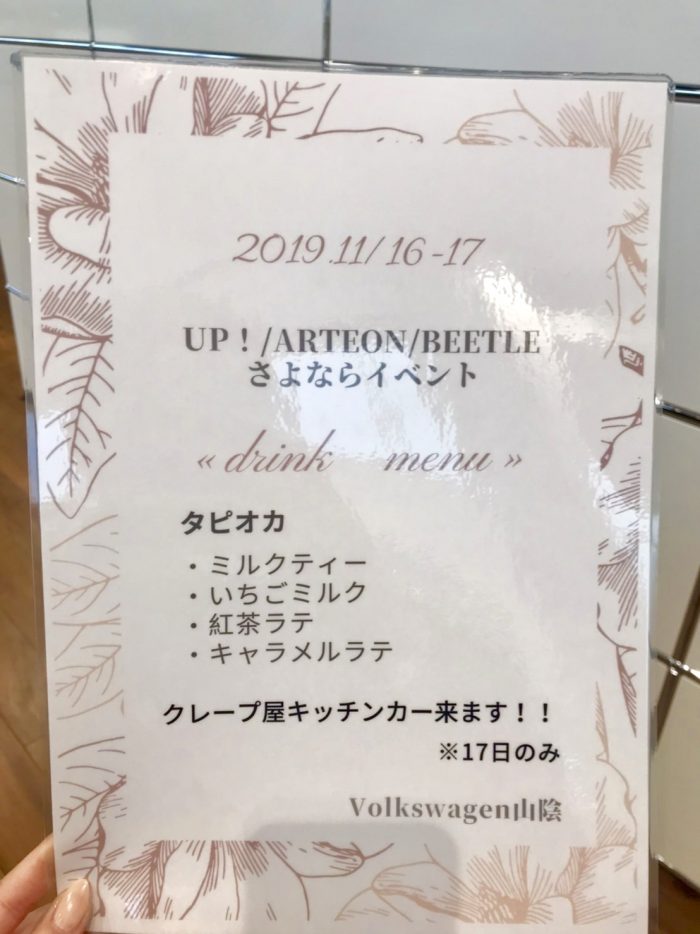 2019 11/16-17
UP！/ARTEON/BEETLE
さよならイベント
«drink menu»
タピオカ
・ミルクティー
・いちごミルク
・紅茶ラテ
・キャラメルラテ
クレープ屋キッチンカー来ます！！
※17日のみ
Volkswagen山陰